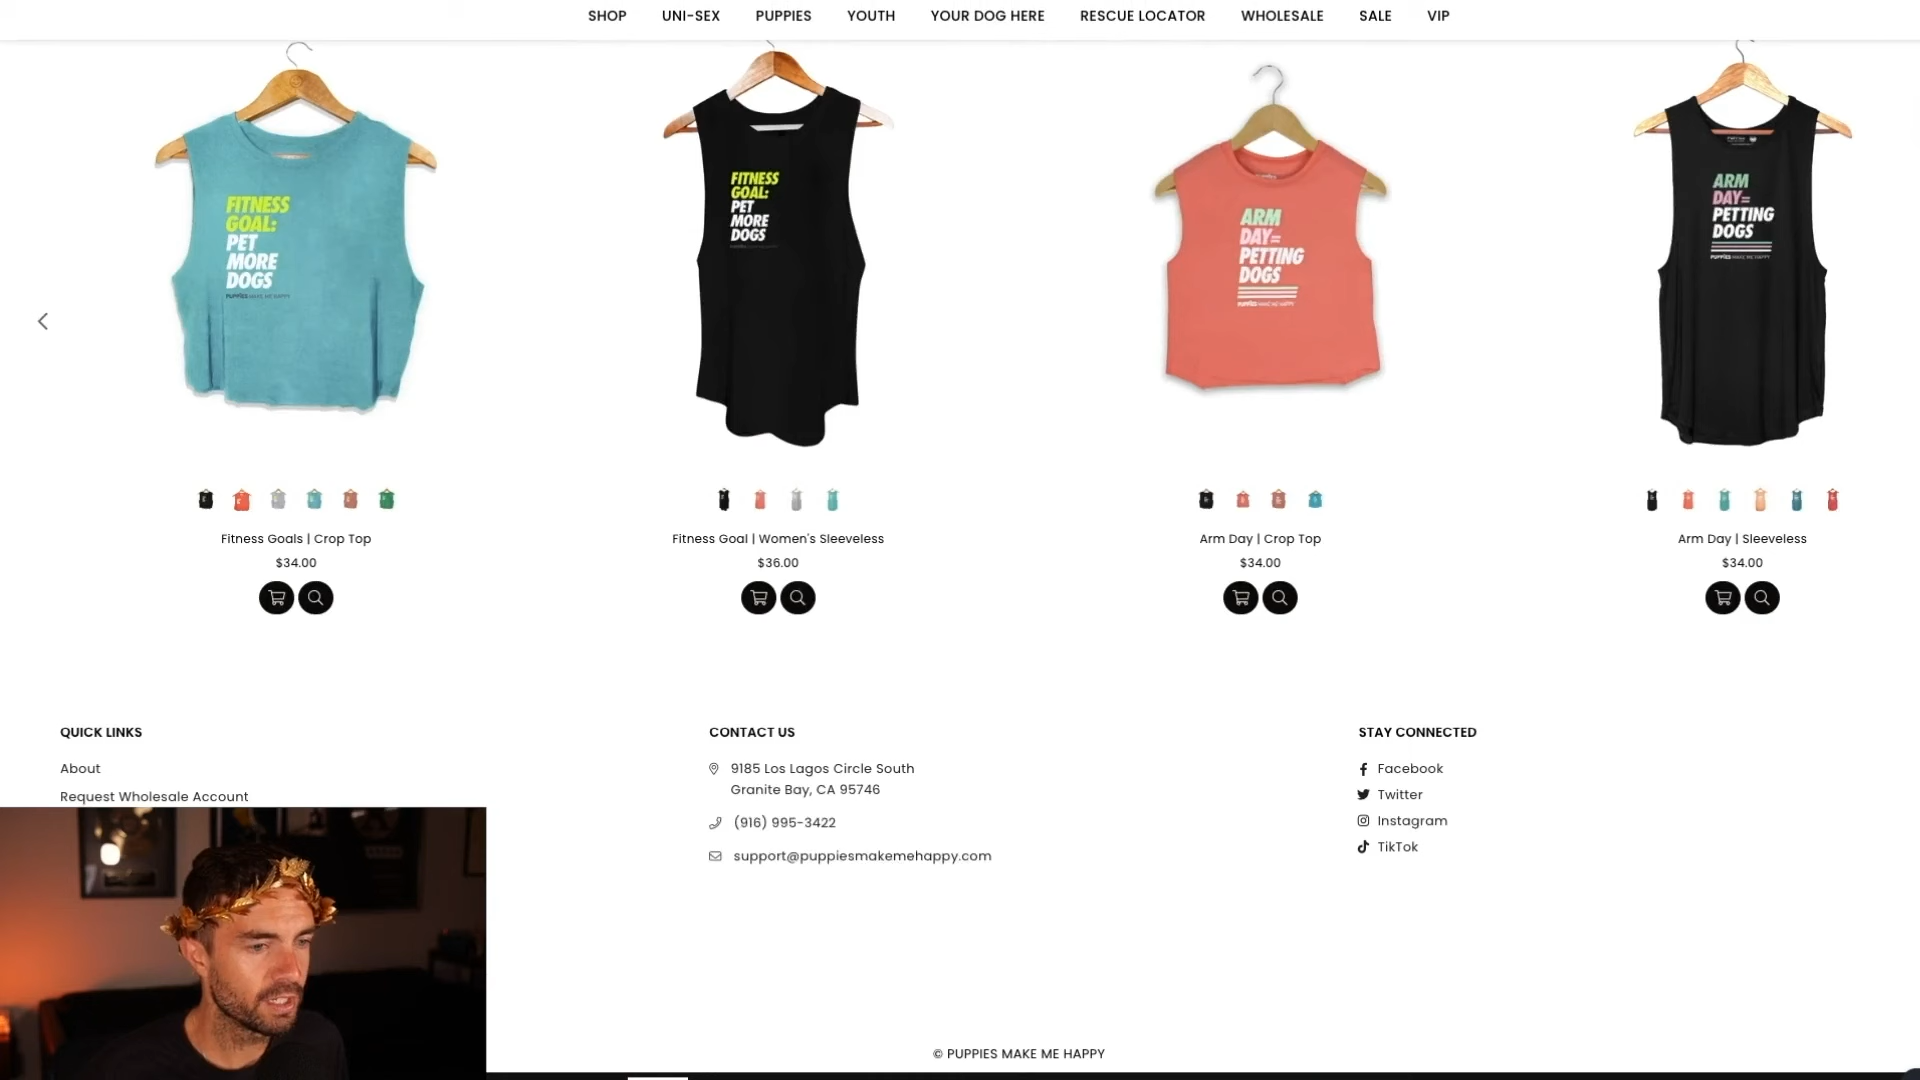 SHOP UNI-SEX PUPPIES YOUTH YOUR DOG HERE RESCUE LOCATOR WHOLESALE SALE VIP
FITNESS
GOAL:
PET
MORE
DOGS
PUPPIES MAKE ME HAPPY
FITNESS
GOAL:
PET
MORE
DOGS
ARM
DAY=
PETTING
DOGS
PUPPIES MAKE ME HAPPY
ARM
DAY=
PETTING
DOGS
PUPPIES MAKE ME HAPPY
Fitness Goals | Crop Top
$34.00
Fitness Goal | Women's Sleeveless
$36.00
Arm Day | Crop Top
$34.00
Arm Day | Sleeveless
$34.00
QUICK LINKS
About
Request Wholesale Account
CONTACT US
9185 Los Lagos Circle South
Granite Bay, CA 95746
(916) 995-3422
support@puppiesmakemehappy.com
STAY CONNECTED
Facebook
Twitter
Instagram
TikTok
© PUPPIES MAKE ME HAPPY